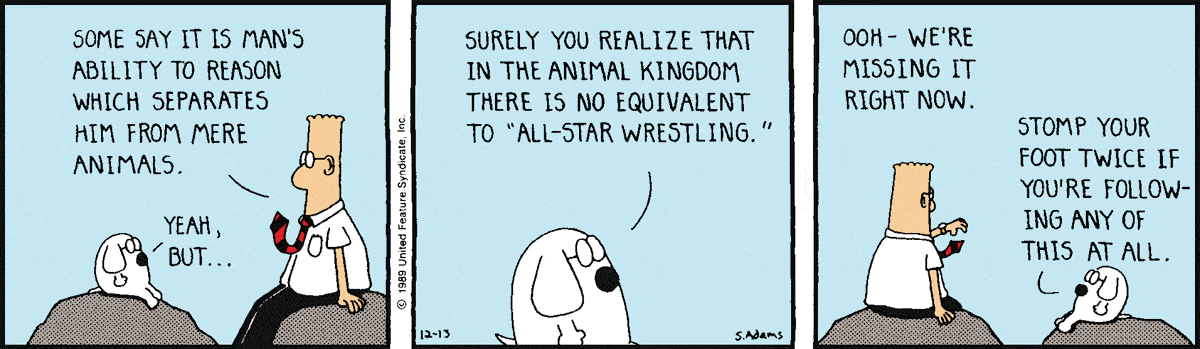 SOME SAY IT IS MAN'S
ABILITY TO REASON
WHICH SEPARATES
HIM FROM MERE
ANIMALS.
YEAH,
BUT...
© 1989 United Feature Syndicate, Inc.
SURELY YOU REALIZE THAT
IN THE ANIMAL KINGDOM
THERE IS NO EQUIVALENT
TO "ALL-STAR WRESTLING."
12-13
S.Adams
OOH- WE'RE
MISSING IT
RIGHT NOW.
STOMP YOUR
FOOT TWICE IF
YOU'RE FOLLOW-
ING ANY OF
THIS AT ALL.